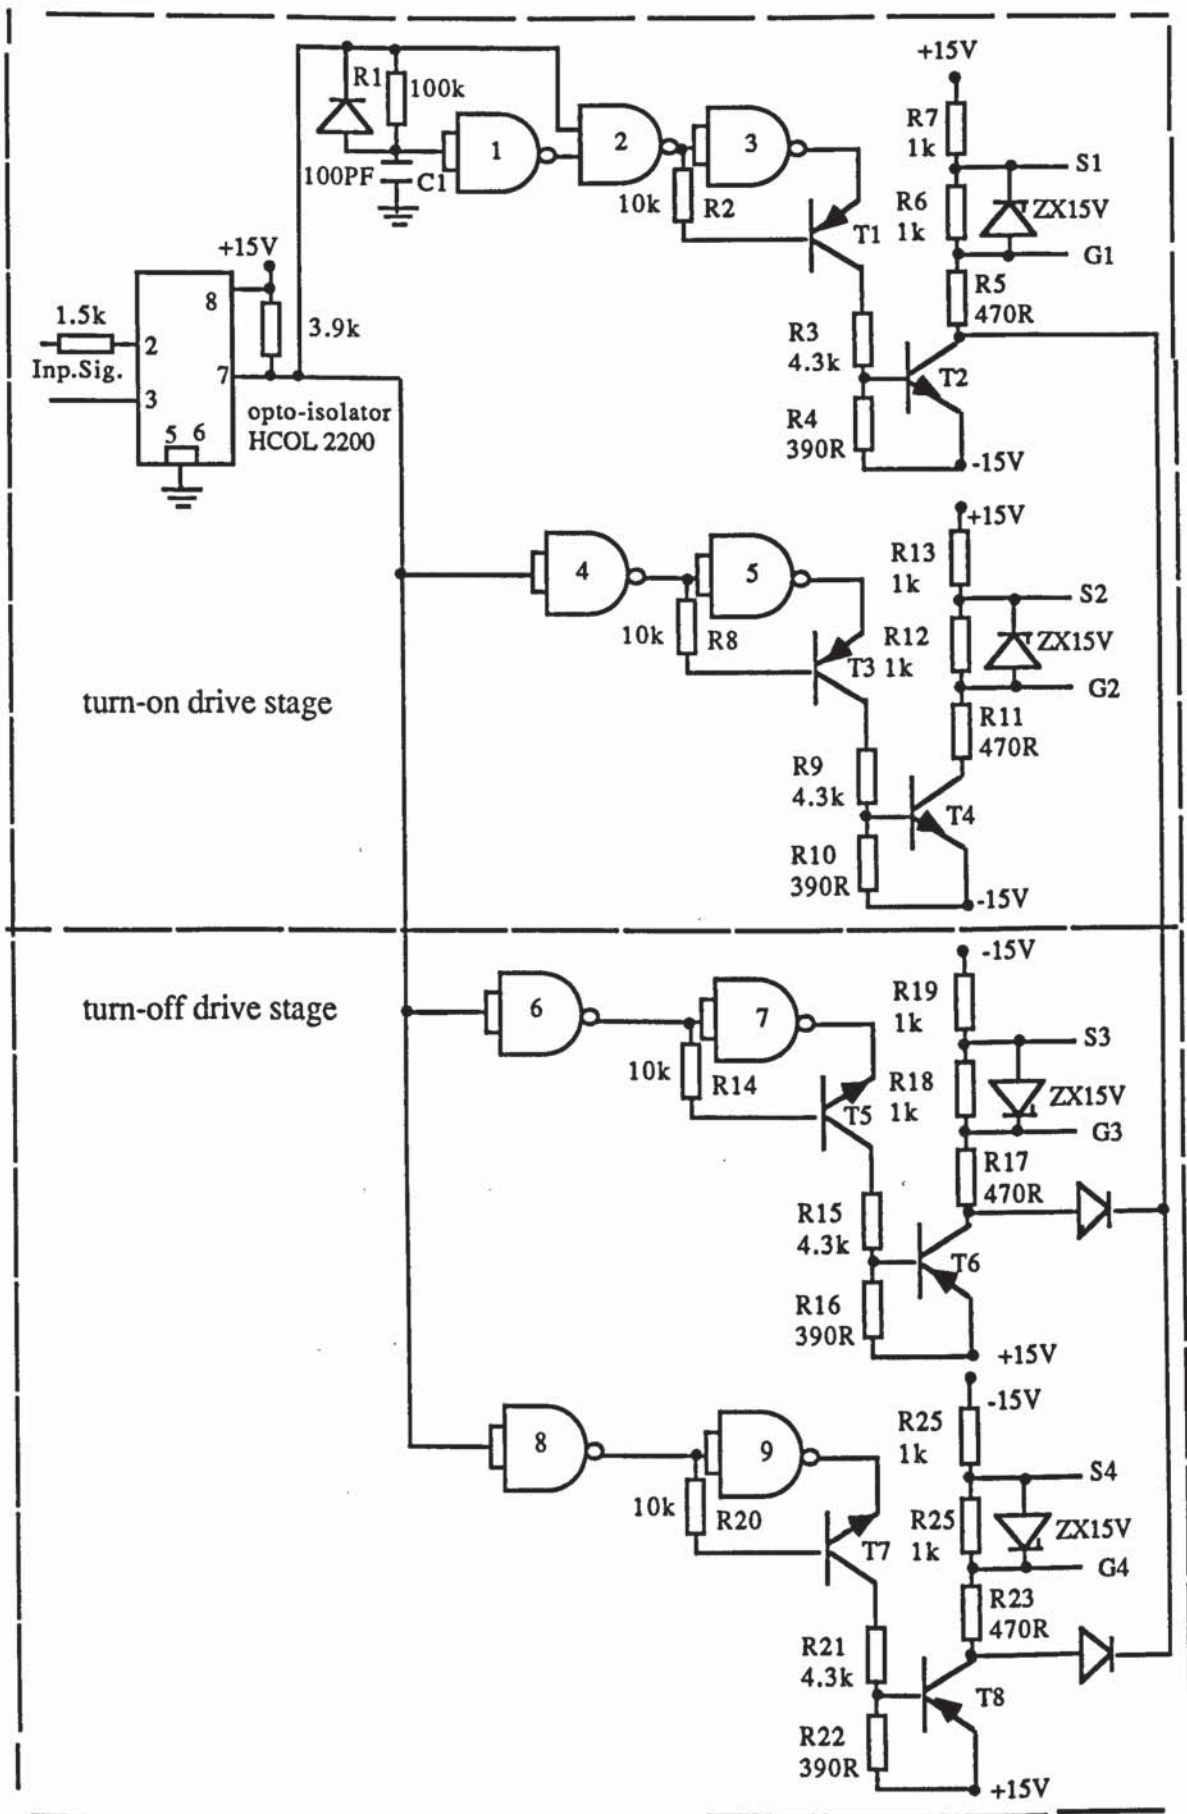 +15V
R1
100k
R7
1k
1
2
3
S1
100PF
C1
10k
R2
R6
1k
ZX15V
T1
+15V
G1
8
R5
470R
1.5k
2
3.9k
R3
4.3k
Inp.Sig.
7
T2
3
opto-isolator
HCOL 2200
R4
390R
5 6
-15V
+15V
R13
1k
4
5
S2
10k
R8
R12
1k
ZX15V
T3
G2
turn-on drive stage
R11
470R
R9
4.3k
T4
R10
390R
-15V
-15V
turn-off drive stage
R19
1k
6
7
S3
10k
R14
R18
1k
ZX15V
T5
G3
R17
470R
R15
4.3k
T6
R16
390R
+15V
-15V
R25
1k
8
9
S4
10k
R20
R25
1k
ZX15V
T7
G4
R23
470R
R21
4.3k
T8
R22
390R
+15V